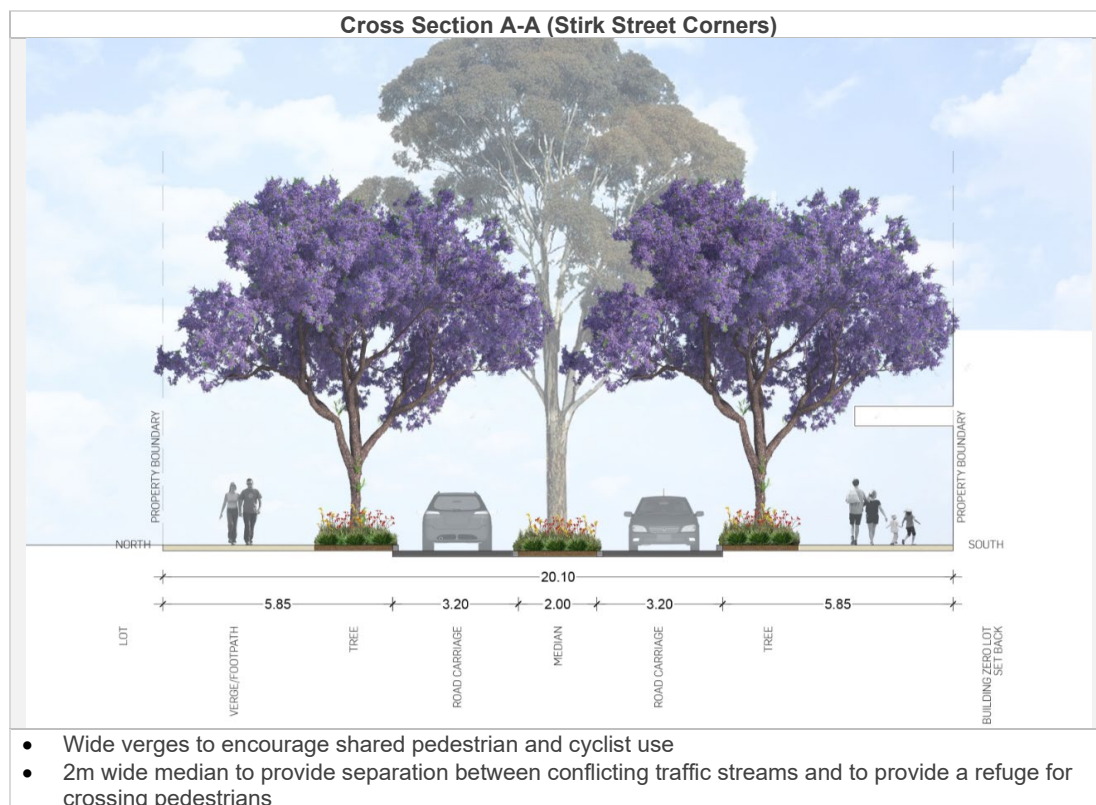 Cross Section A-A (Stirk Street Corners)
PROPERTY BOUNDARY
PROPERTY BOUNDARY
NORTH
SOUTH
20.10
5.85 3.20 2.00 3.20 5.85
LOT
VERGE/FOOTPATH
TREE
ROAD CARRIAGE
MEDIAN
ROAD CARRIAGE
TREE
BUILDING ZERO LOT
SET BACK
• Wide verges to encourage shared pedestrian and cyclist use
• 2m wide median to provide separation between conflicting traffic streams and to provide a refuge for
crossing pedestrians